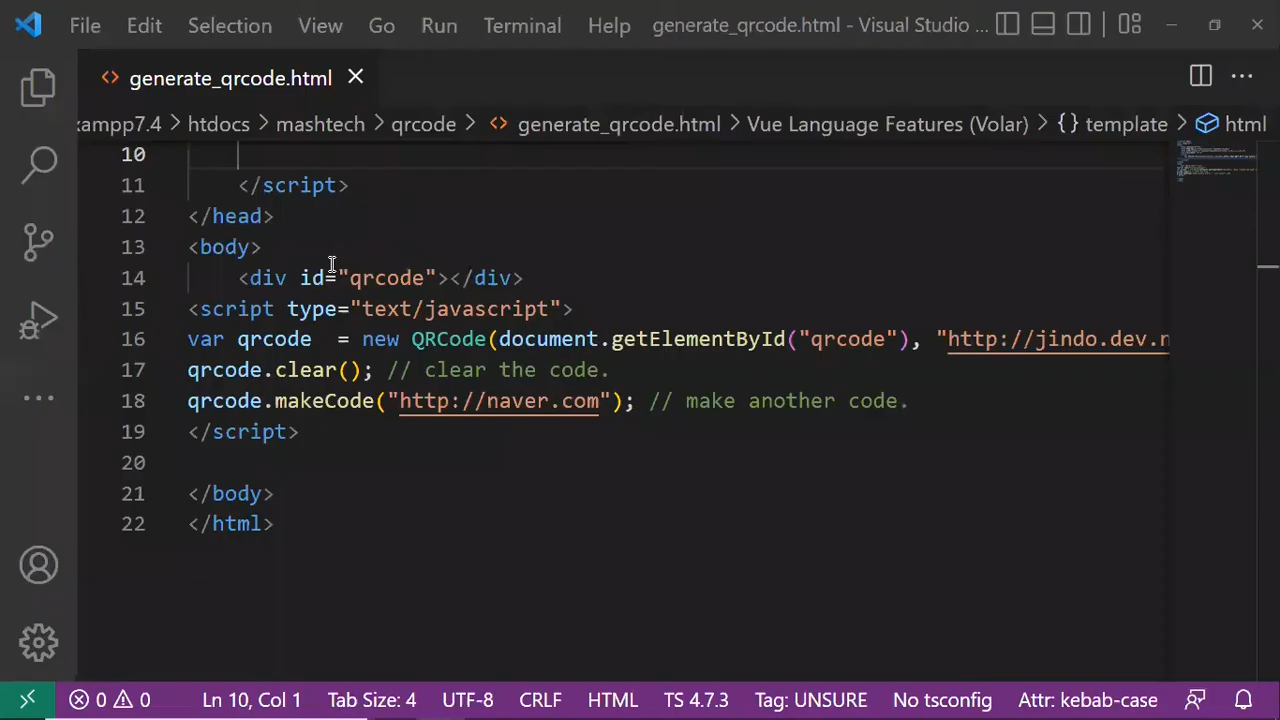 File Edit Selection View Go Run Terminal Help generate_qrcode.html - Visual Studio ...
generate_qrcode.html
xampp7.4 > htdocs > mashtech > qrcode > generate_qrcode.html > Vue Language Features (Volar) > {} template > html
10
11 </script>
12 </head>
13 <body>
14 <div id="qrcode"></div>
15 <script type="text/javascript">
16 var qrcode  = new QRCode(document.getElementById("qrcode"), "http://jindo.dev.n
17 qrcode.clear(); // clear the code.
18 qrcode.makeCode("http://naver.com"); // make another code.
19 </script>
20
21 </body>
22 </html>
0 0 Ln 10, Col 1 Tab Size: 4 UTF-8 CRLF HTML TS 4.7.3 Tag: UNSURE No tsconfig Attr: kebab-case